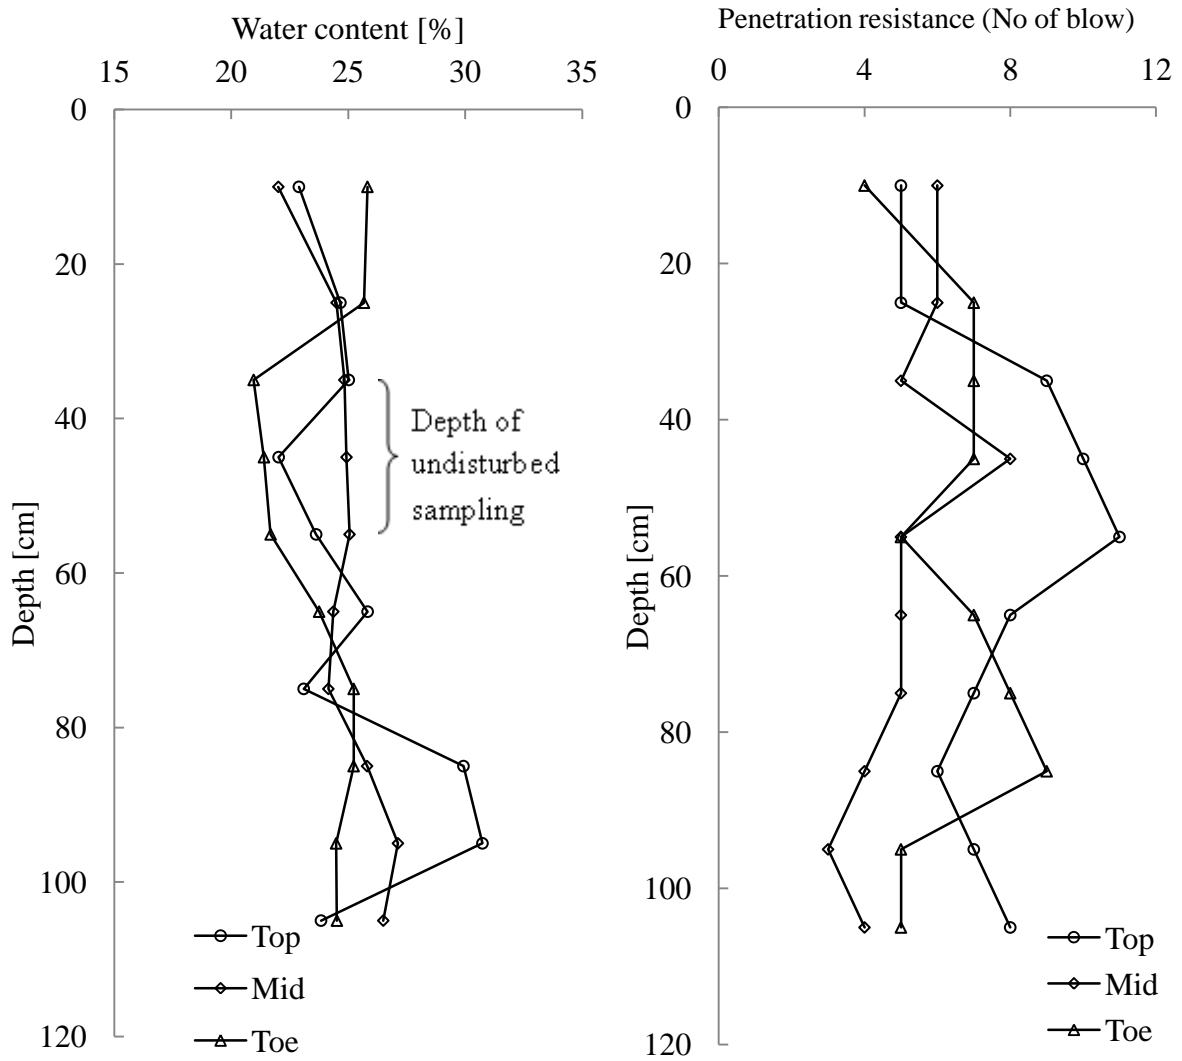 Water content [%]
15 20 25 30 35
0
20
40
60
80
100
120
Depth [cm]
Depth of
undisturbed
sampling
Top
Mid
Toe
Penetration resistance (No of blow)
0 4 8 12
0
20
40
60
80
100
120
Depth [cm]
Top
Mid
Toe